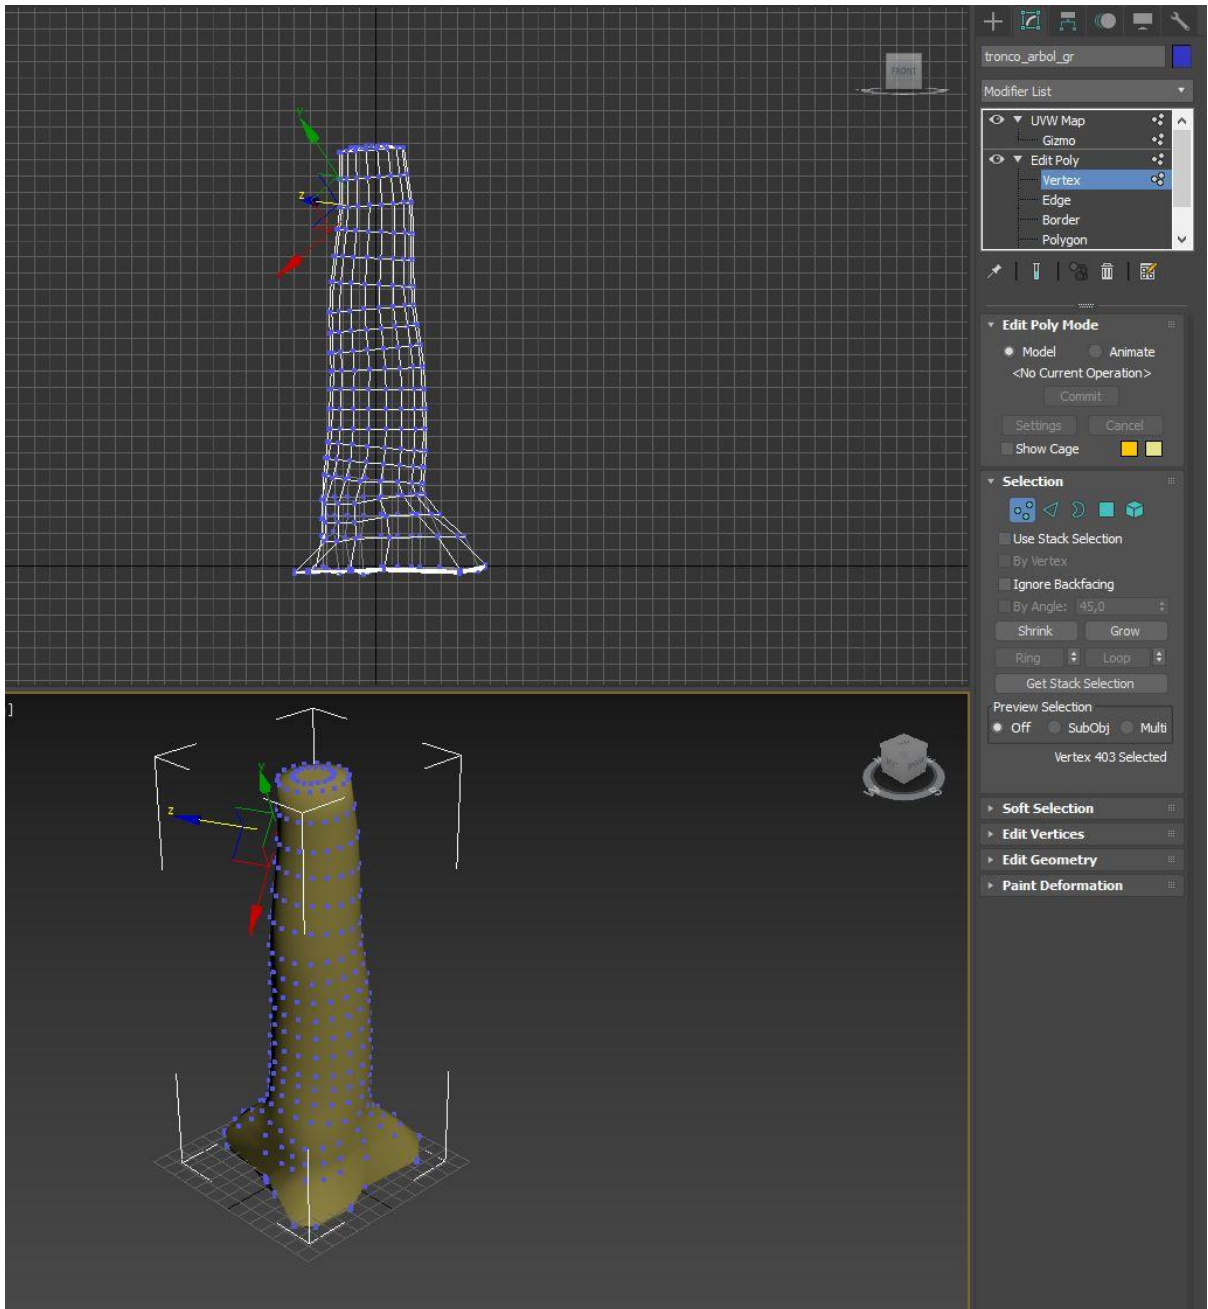 tronco_arbol_gr
FRONT
Modifier List
UVW Map
Gizmo
Edit Poly
Vertex
Edge
Border
Polygon
Edit Poly Mode
Model Animate
<No Current Operation>
Commit
Settings Cancel
Show Cage
Selection
Use Stack Selection
By Vertex
Ignore Backfacing
By Angle: 45,0
Shrink Grow
Ring Loop
Get Stack Selection
Preview Selection
Off SubObj Multi
Vertex 403 Selected
Soft Selection
Edit Vertices
Edit Geometry
Paint Deformation
y
z
]
y
z